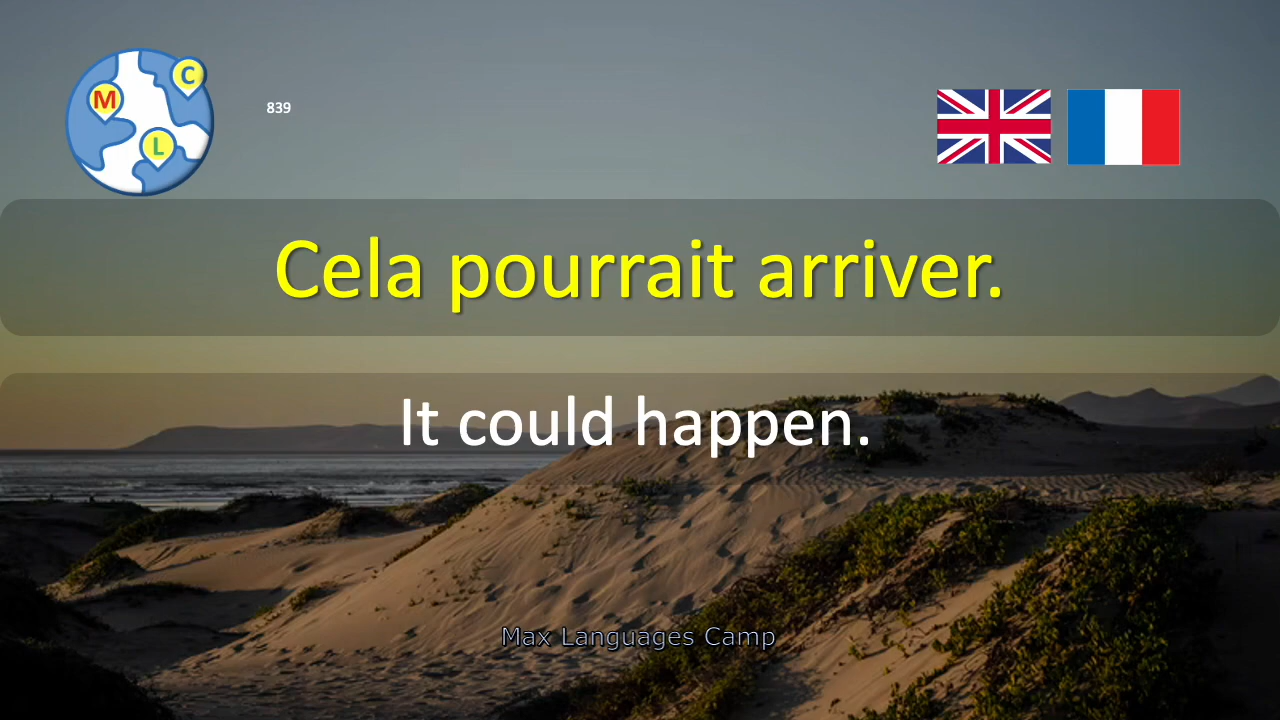 M
C
L
839
Cela pourrait arriver.
It could happen.
Max Languages Camp